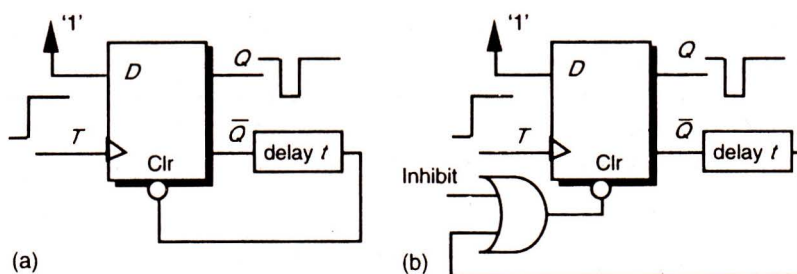 '1'
D
Q
T
Q̅
delay t
Clr
(a)
'1'
D
Q
T
Q̅
delay t
Clr
Inhibit
(b)